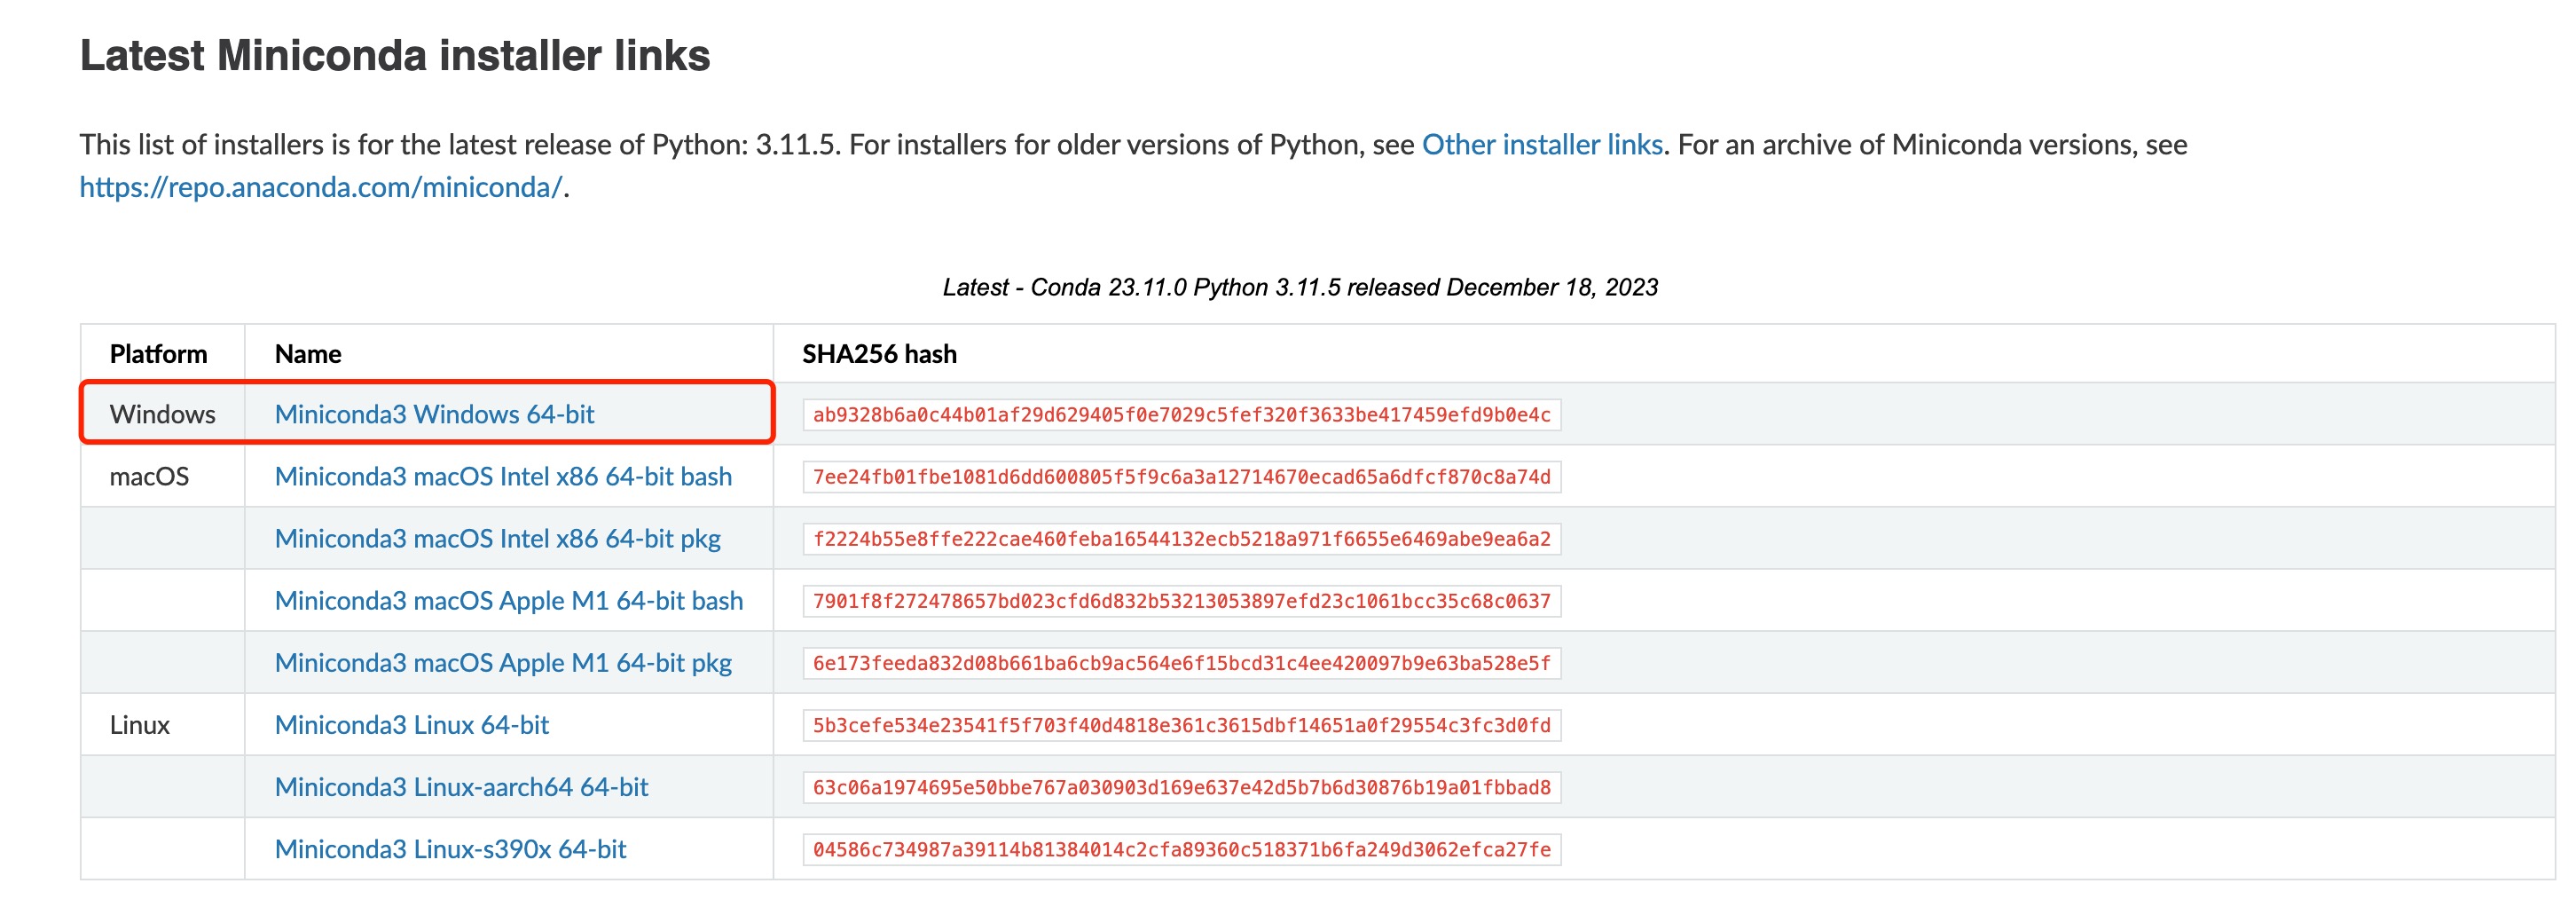 Latest Miniconda installer links
This list of installers is for the latest release of Python: 3.11.5. For installers for older versions of Python, see Other installer links. For an archive of Miniconda versions, see
https://repo.anaconda.com/miniconda/.
Latest - Conda 23.11.0 Python 3.11.5 released December 18, 2023
Platform Name SHA256 hash
Windows Miniconda3 Windows 64-bit ab9328b6a0c44b01af29d629405f0e7029c5fef320f3633be417459efd9b0e4c
macOS Miniconda3 macOS Intel x86 64-bit bash 7ee24fb01fbe1081d6dd600805f5f9c6a3a12714670ecad65a6dfcf870c8a74d
Miniconda3 macOS Intel x86 64-bit pkg f2224b55e8ffe222cae460feba16544132ecb5218a971f6655e6469abe9ea6a2
Miniconda3 macOS Apple M1 64-bit bash 7901f8f272478657bd023cfd6d832b53213053897efd23c1061bcc35c68c0637
Miniconda3 macOS Apple M1 64-bit pkg 6e173feeda832d08b661ba6cb9ac564e6f15bcd31c4ee420097b9e63ba528e5f
Linux Miniconda3 Linux 64-bit 5b3cefe534e23541f5f703f40d4818e361c3615dbf14651a0f29554c3fc3d0fd
Miniconda3 Linux-aarch64 64-bit 63c06a1974695e50bbe767a030903d169e637e42d5b7b6d30876b19a01fbbad8
Miniconda3 Linux-s390x 64-bit 04586c734987a39114b81384014c2cfa89360c518371b6fa249d3062efca27fe